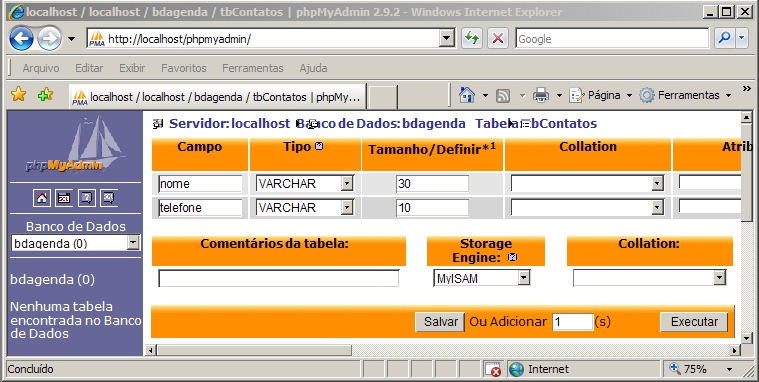 localhost / localhost / bdagenda / tbContatos | phpMyAdmin 2.9.2 - Windows Internet Explorer
PMA http://localhost/phpmyadmin/ Google
Arquivo Editar Exibir Favoritos Ferramentas Ajuda
PMA localhost / localhost / bdagenda / tbContatos | phpMy... Página Ferramentas
phpMyAdmin
Servidor: localhost Banco de Dados: bdagenda Tabela: tbContatos
Campo Tipo Tamanho/Definir*1 Collation Atrib
nome VARCHAR 30
telefone VARCHAR 10
Banco de Dados
bdagenda (0)
bdagenda (0)
Nenhuma tabela
encontrada no Banco
de Dados
Comentários da tabela: Storage Engine: Collation:
MyISAM
Salvar Ou Adicionar 1 (s) Executar
Concluído Internet 75%